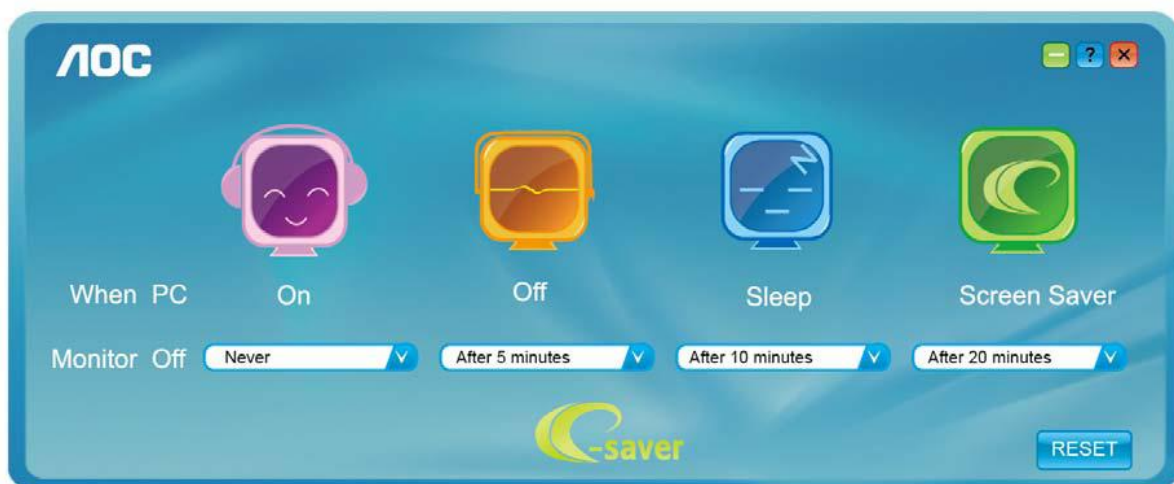 AOC
?
When PC On Off Sleep Screen Saver
Monitor Off Never After 5 minutes After 10 minutes After 20 minutes
e-saver
RESET